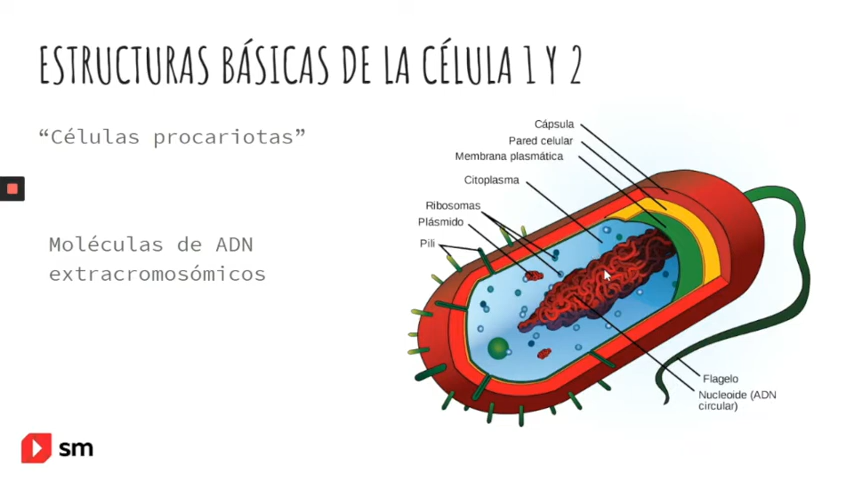 ESTRUCTURAS BÁSICAS DE LA CÉLULA 1 Y 2
“Células procariotas”
Moléculas de ADN
extracromosómicos
Cápsula
Pared celular
Membrana plasmática
Citoplasma
Ribosomas
Plásmido
Pili
Flagelo
Nucleoide (ADN
circular)
sm